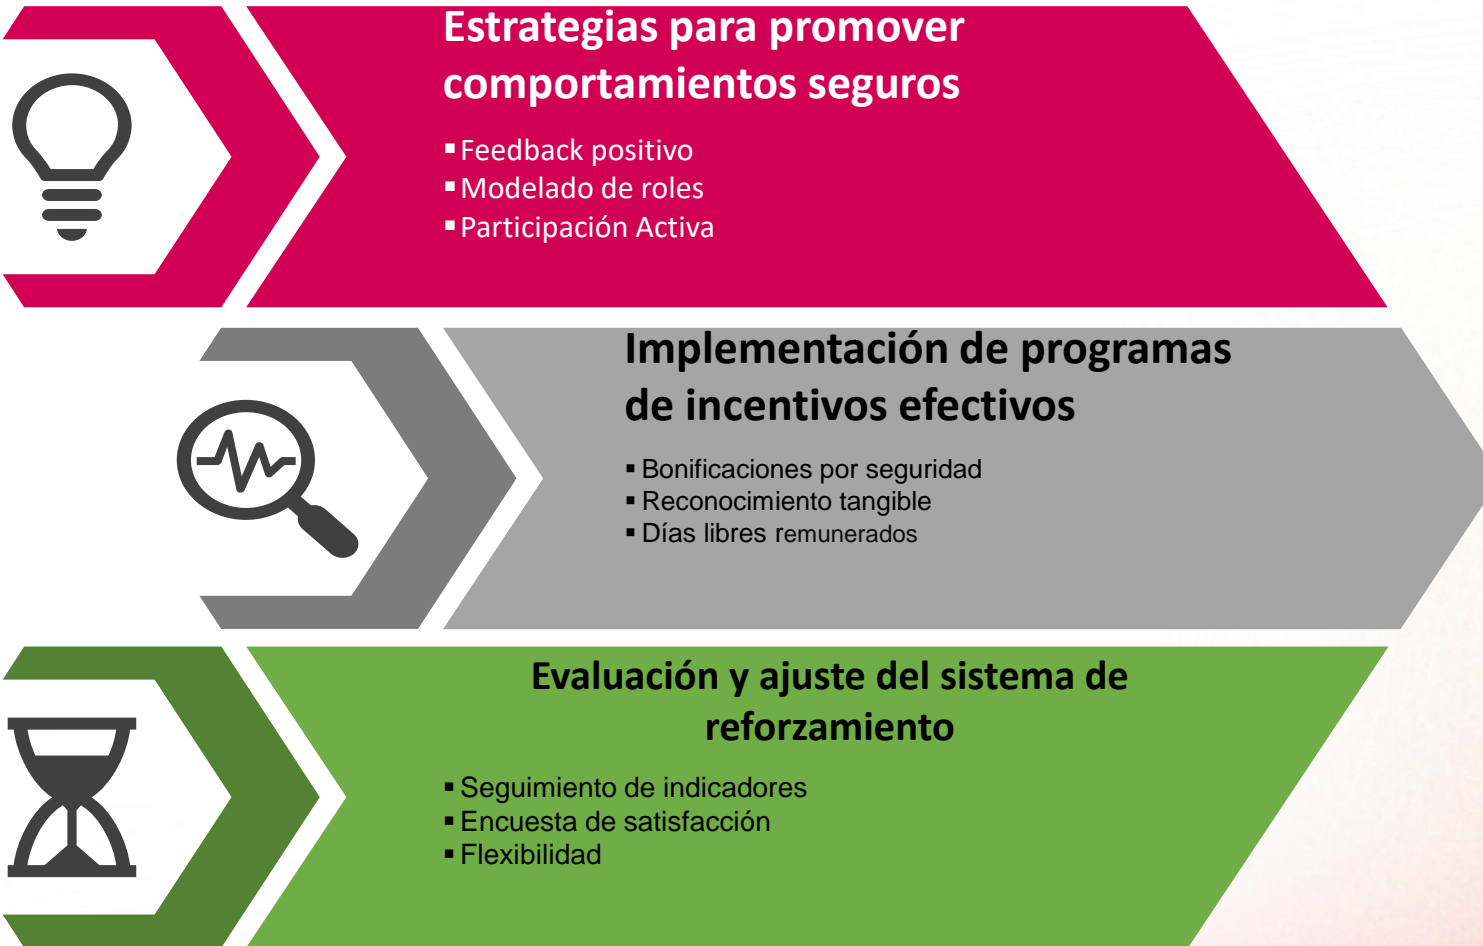 Estrategias para promover
comportamientos seguros
▪Feedback positivo
▪Modelado de roles
▪Participación Activa
Implementación de programas
de incentivos efectivos
▪Bonificaciones por seguridad
▪Reconocimiento tangible
▪Días libres remunerados
Evaluación y ajuste del sistema de
reforzamiento
▪Seguimiento de indicadores
▪Encuesta de satisfacción
▪Flexibilidad